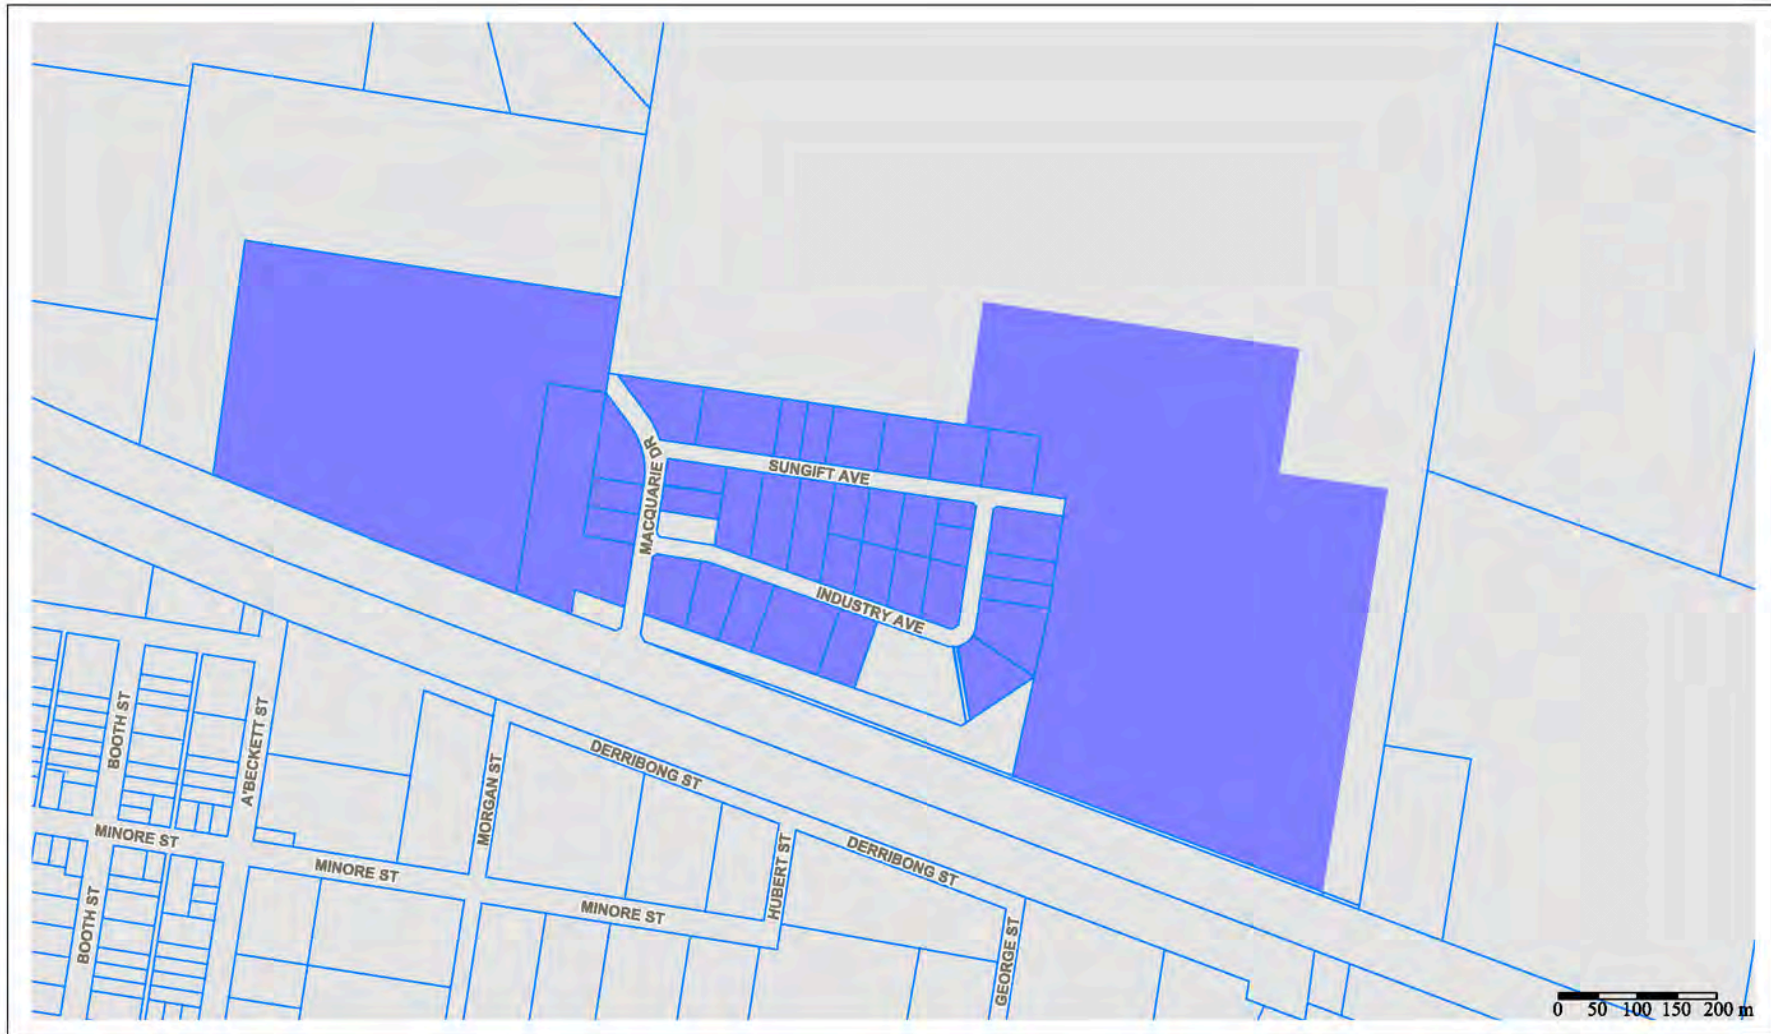 MACQUARIE DR
SUNGIFT AVE
INDUSTRY AVE
BOOTH ST
A'BECKETT ST
MORGAN ST
DERRIBONG ST
MINORE ST
MINORE ST
HUBERT ST
DERRIBONG ST
MINORE ST
BOOTH ST
GEORGE ST
0 50 100 150 200 m